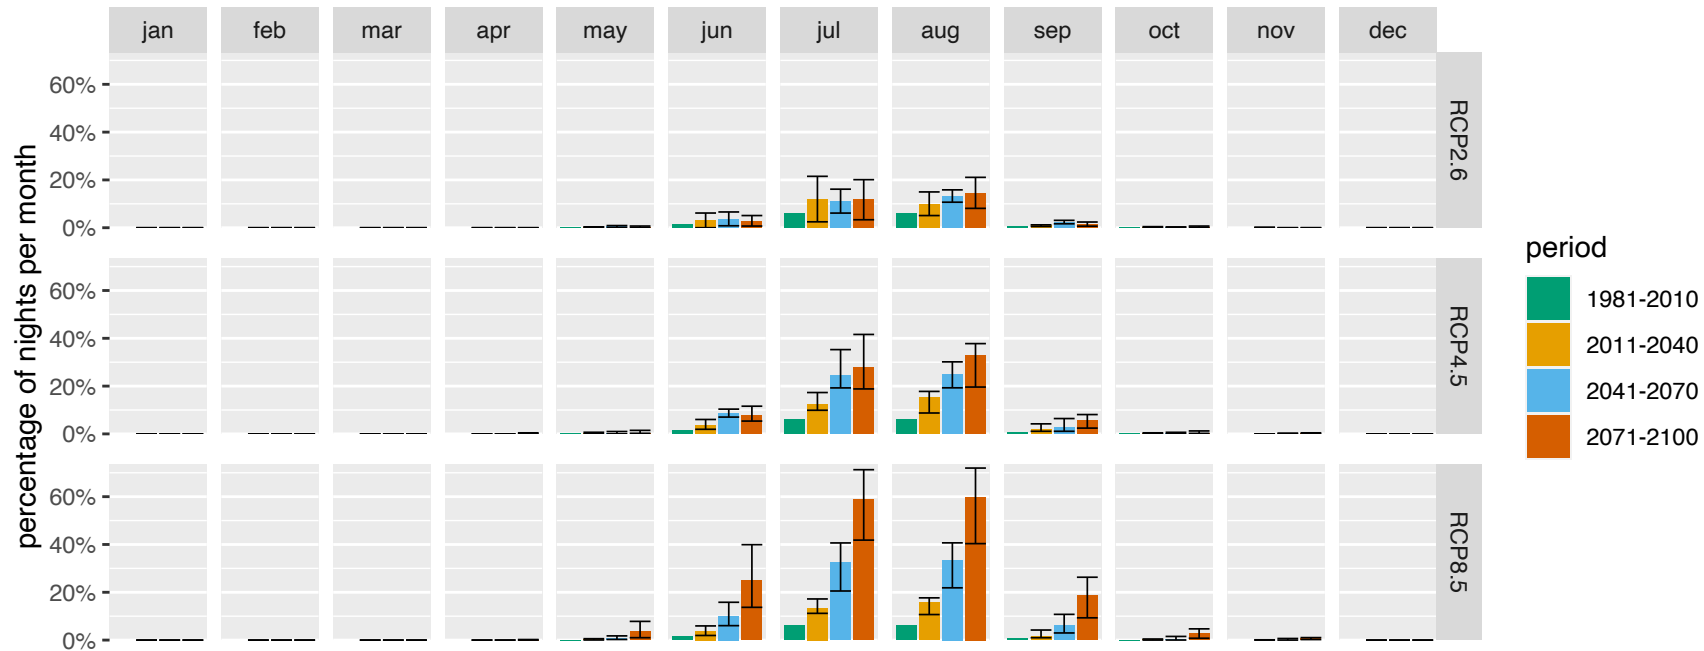 jan feb mar apr may jun jul aug sep oct nov dec
percentage of nights per month
60%
40%
20%
0%
RCP2.6
60%
40%
20%
0%
RCP4.5
60%
40%
20%
0%
RCP8.5
period
1981-2010
2011-2040
2041-2070
2071-2100